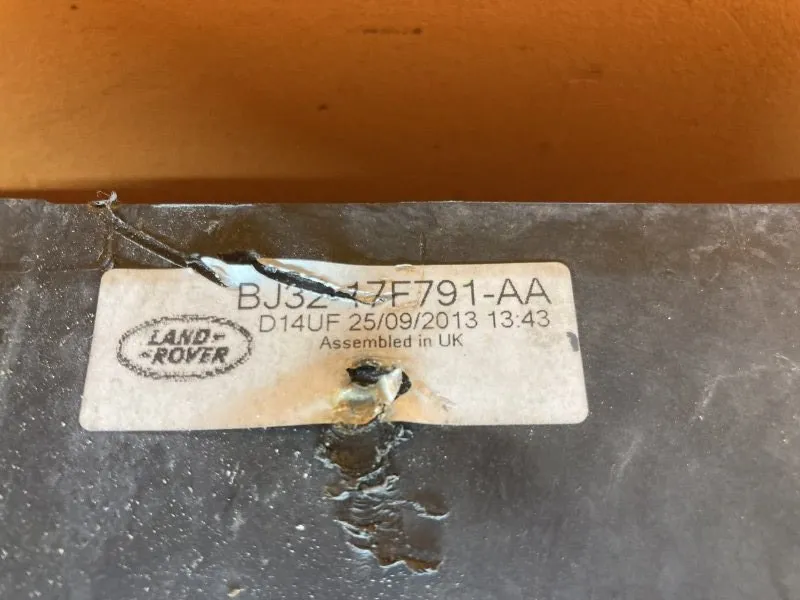 BJ32-17F791-AA
D14UF 25/09/2013 13:43
Assembled in UK
LAND-
-ROVER